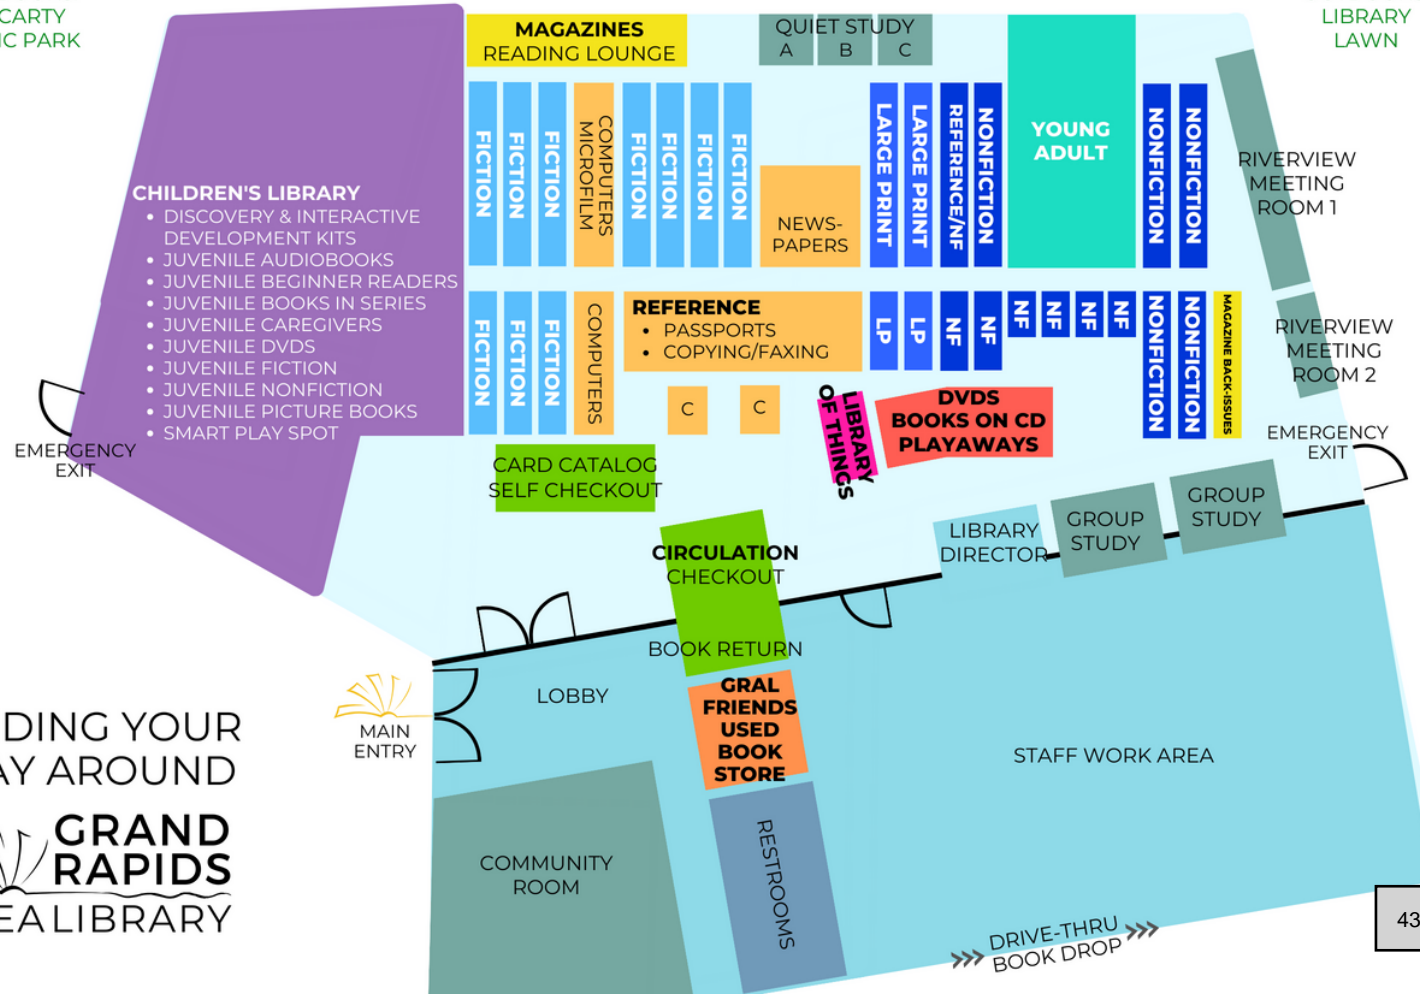 CARTY
IC PARK
LIBRARY
LAWN
MAGAZINES
READING LOUNGE
QUIET STUDY
A B C
FICTION
FICTION
FICTION
COMPUTERS
MICROFILM
FICTION
FICTION
FICTION
FICTION
NEWS-
PAPERS
LARGE PRINT
LARGE PRINT
REFERENCE/NF
NONFICTION
YOUNG
ADULT
NONFICTION
NONFICTION
RIVERVIEW
MEETING
ROOM 1
CHILDREN'S LIBRARY
• DISCOVERY & INTERACTIVE
DEVELOPMENT KITS
• JUVENILE AUDIOBOOKS
• JUVENILE BEGINNER READERS
• JUVENILE BOOKS IN SERIES
• JUVENILE CAREGIVERS
• JUVENILE DVDS
• JUVENILE FICTION
• JUVENILE NONFICTION
• JUVENILE PICTURE BOOKS
• SMART PLAY SPOT
FICTION
FICTION
FICTION
COMPUTERS
REFERENCE
• PASSPORTS
• COPYING/FAXING
LP
LP
NF
NF
NF
NF
NF
NF
NONFICTION
NONFICTION
MAGAZINE BACK-ISSUES
RIVERVIEW
MEETING
ROOM 2
C
C
LIBRARY
OF THINGS
DVDS
BOOKS ON CD
PLAYAWAYS
EMERGENCY
EXIT
EMERGENCY
EXIT
CARD CATALOG
SELF CHECKOUT
CIRCULATION
CHECKOUT
LIBRARY
DIRECTOR
GROUP
STUDY
GROUP
STUDY
BOOK RETURN
LOBBY
MAIN
ENTRY
GRAL
FRIENDS
USED
BOOK
STORE
STAFF WORK AREA
DING YOUR
AY AROUND
GRAND
RAPIDS
EA LIBRARY
COMMUNITY
ROOM
RESTROOMS
DRIVE-THRU
BOOK DROP
43